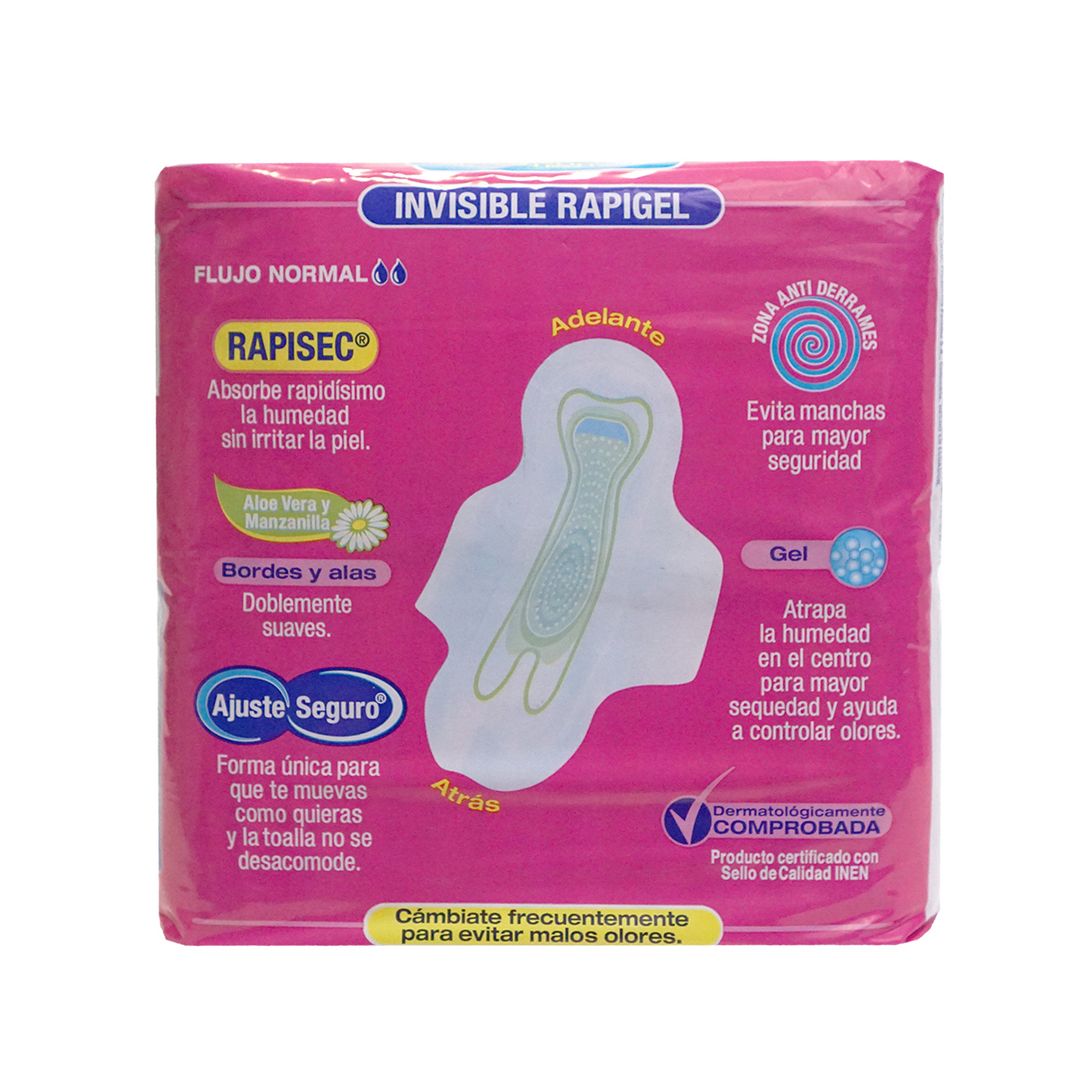 INVISIBLE RAPIGEL
FLUJO NORMAL
RAPISEC®
Absorbe rapidísimo
la humedad
sin irritar la piel.
Aloe Vera y
Manzanilla
Bordes y alas
Doblemente
suaves.
Ajuste Seguro®
Forma única para
que te muevas
como quieras
y la toalla no se
desacomode.
Adelante
Atrás
ZONA ANTI DERRAMES
Evita manchas
para mayor
seguridad
Gel
Atrapa
la humedad
en el centro
para mayor
sequedad y ayuda
a controlar olores.
Dermatológicamente
COMPROBADA
Producto certificado con
Sello de Calidad INEN
Cámbiate frecuentemente
para evitar malos olores.